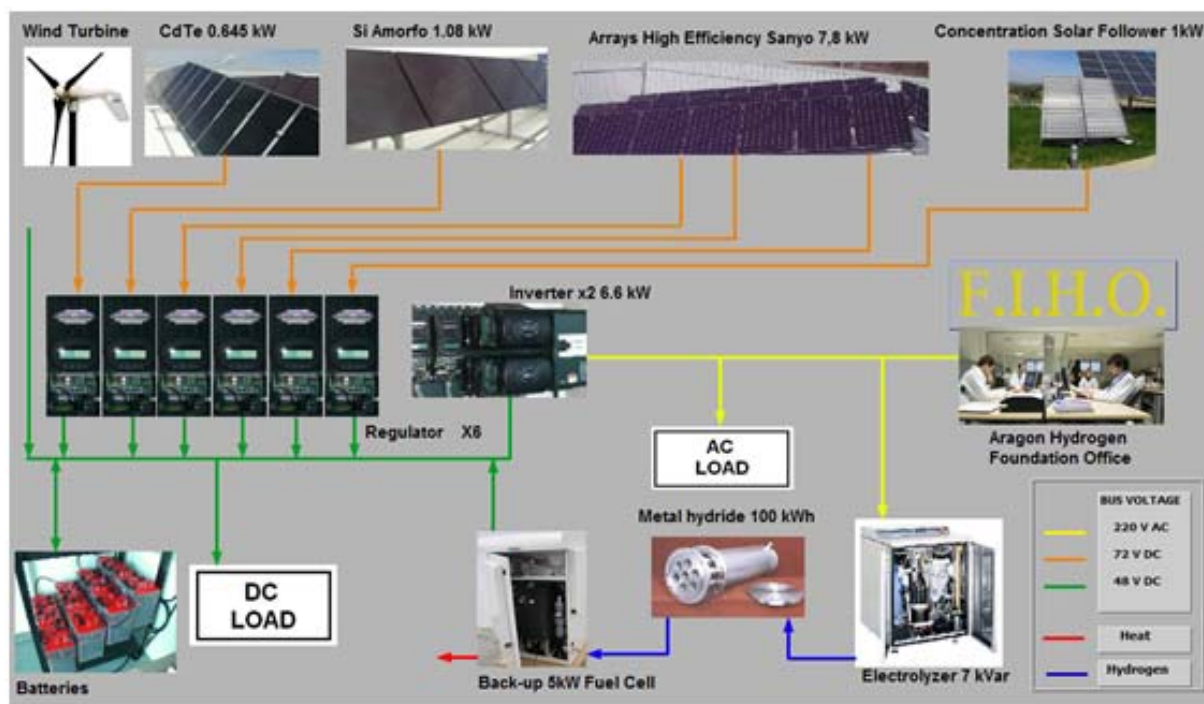 Wind Turbine
CdTe 0.645 kW
Si Amorfo 1.08 kW
Arrays High Efficiency Sanyo 7,8 kW
Concentration Solar Follower 1kW
Inverter x2 6.6 kW
F.I.H.O.
Regulator X6
Aragon Hydrogen
Foundation Office
AC
LOAD
Metal hydride 100 kWh
DC
LOAD
Batteries
Back-up 5kW Fuel Cell
Electrolyzer 7 kVar
BUS VOLTAGE
220 V AC
72 V DC
48 V DC
Heat
Hydrogen